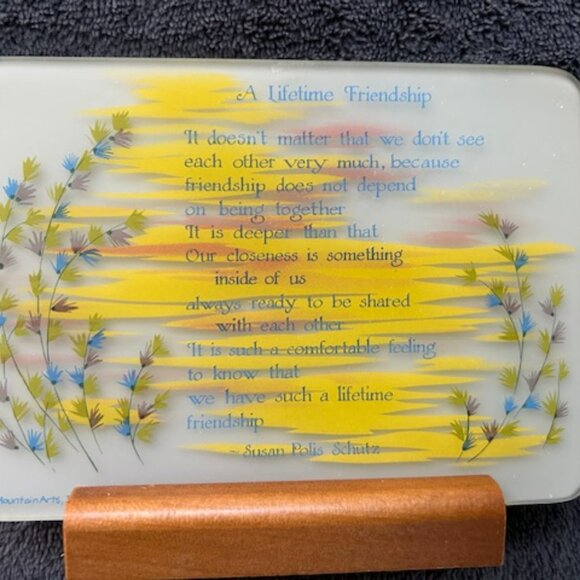 A Lifetime Friendship
It doesn't matter that we don't see
each other very much, because
friendship does not depend
on being together
It is deeper than that
Our closeness is something
inside of us
always ready to be shared
with each other
It is such a comfortable feeling
to know that
we have such a lifetime
friendship
~ Susan Polis Schutz
MountainArts,